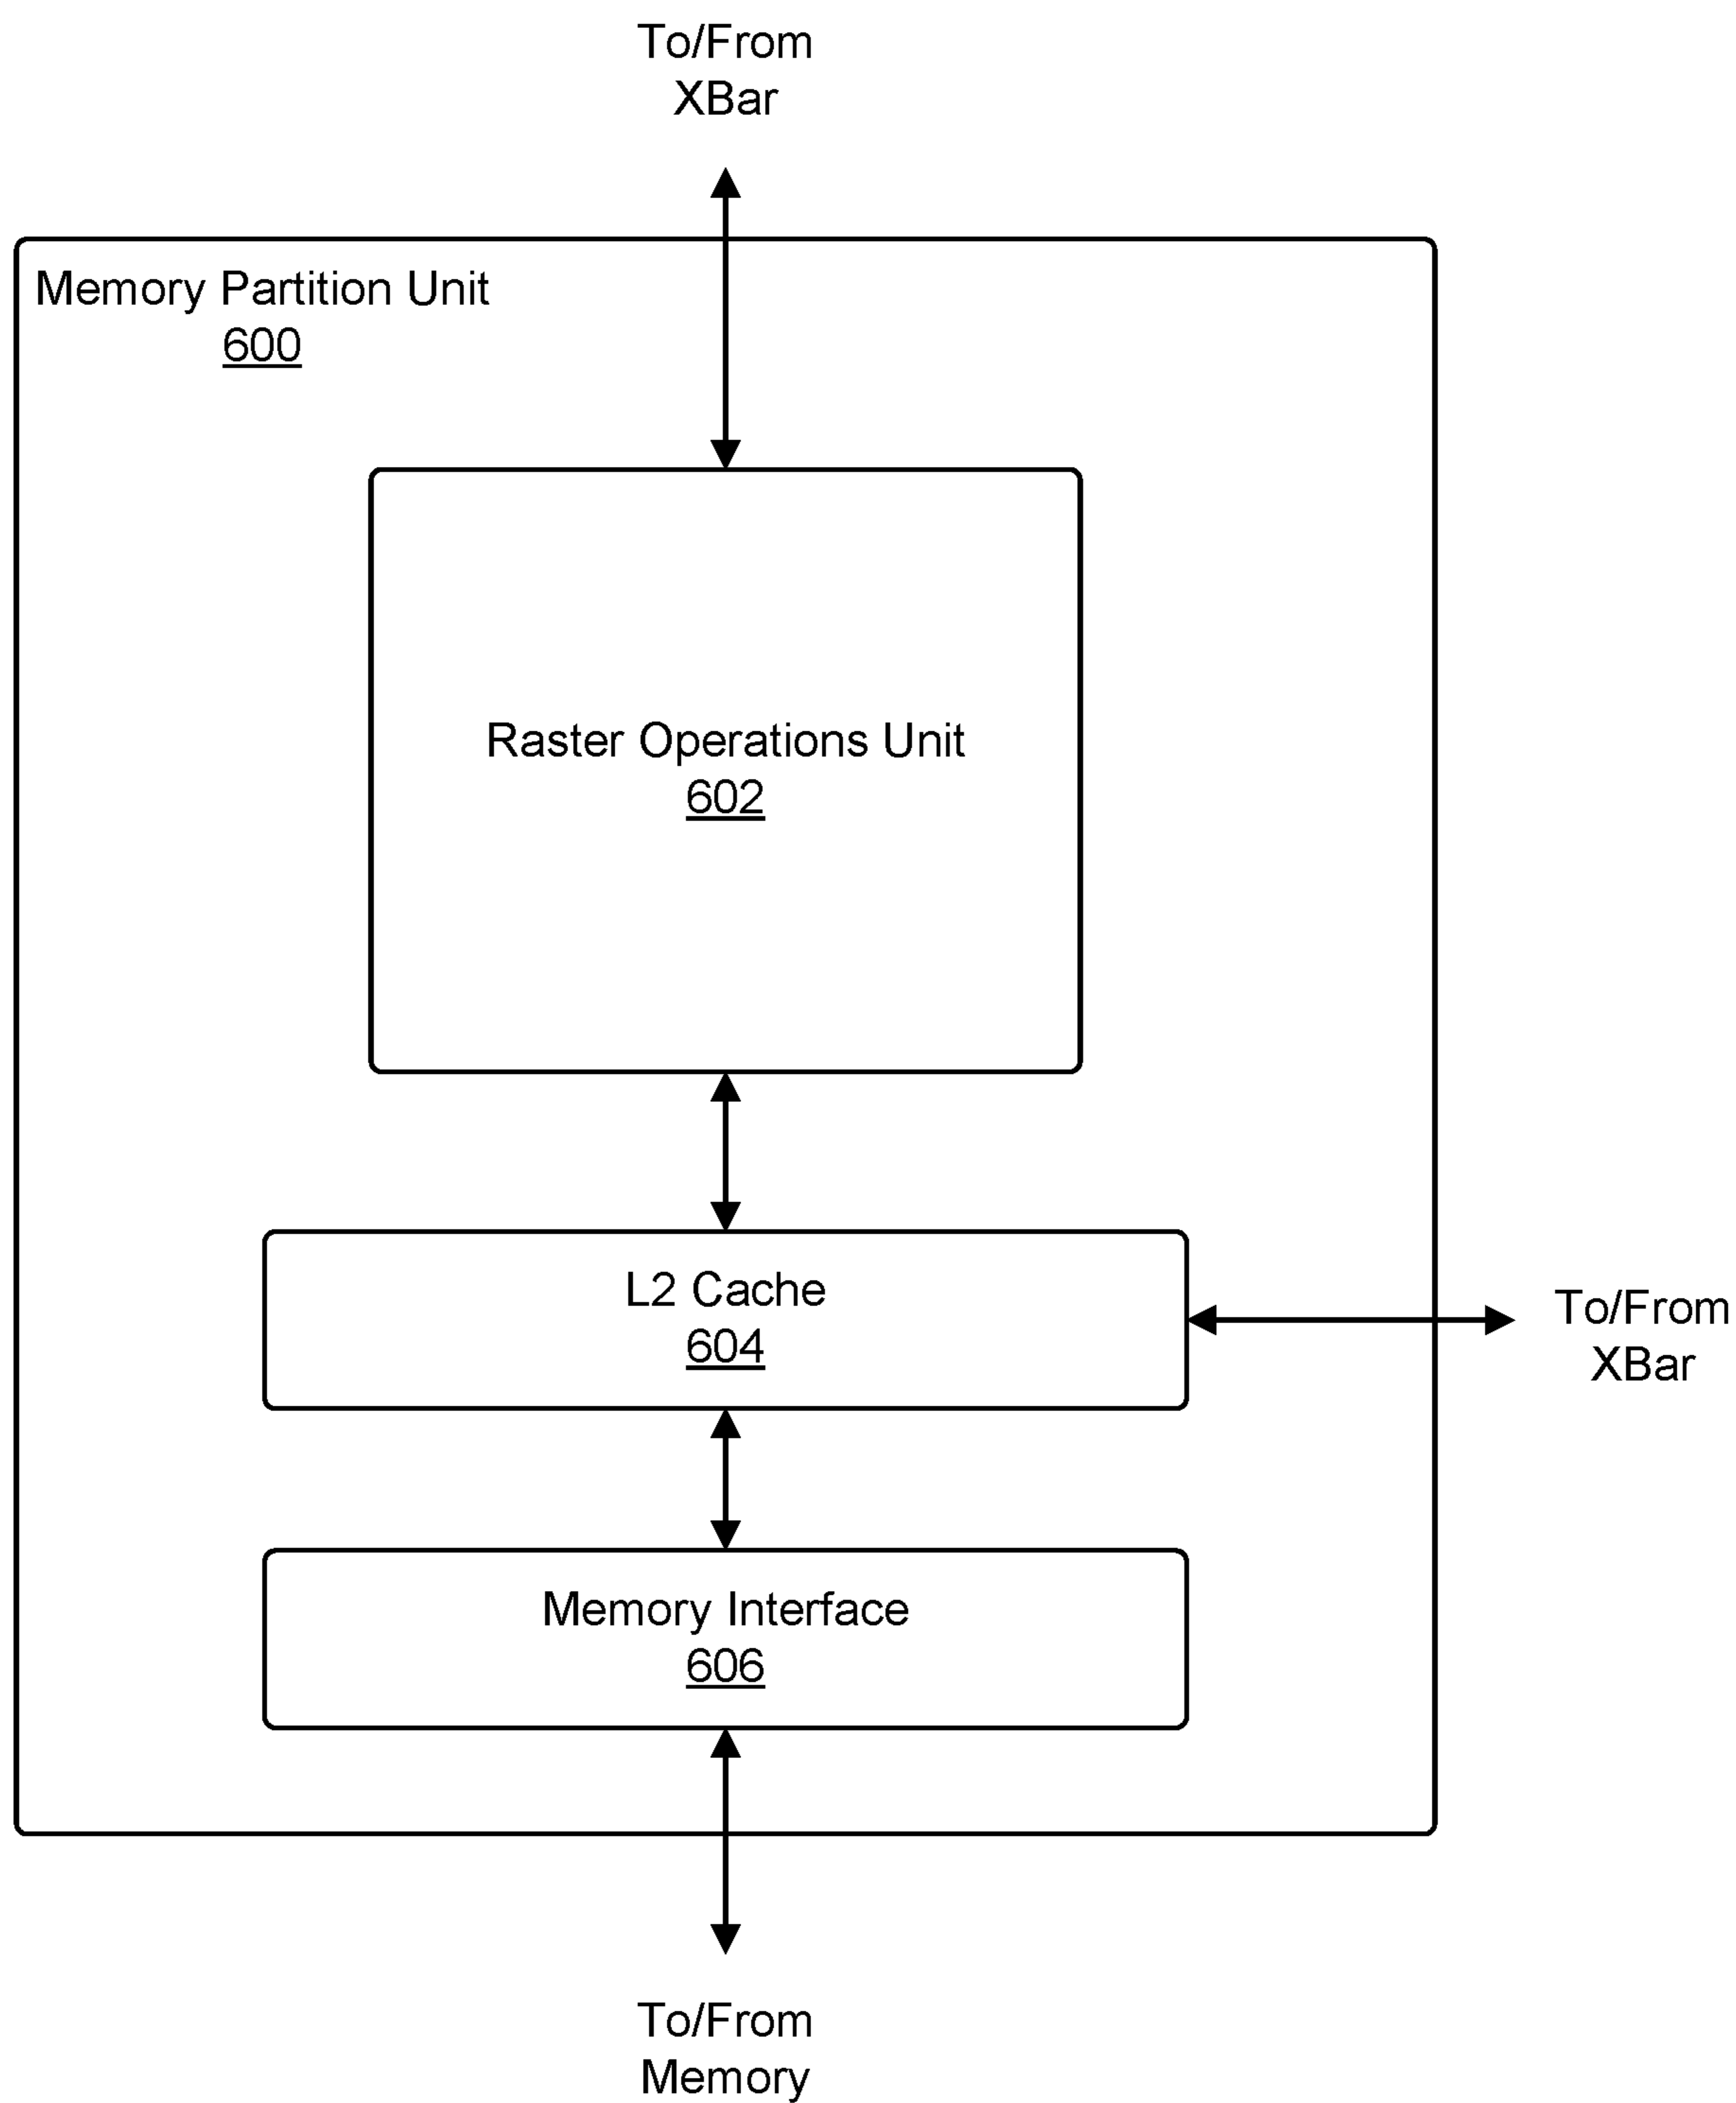 To/From
XBar
Memory Partition Unit
600
Raster Operations Unit
602
L2 Cache
604
To/From
XBar
Memory Interface
606
To/From
Memory